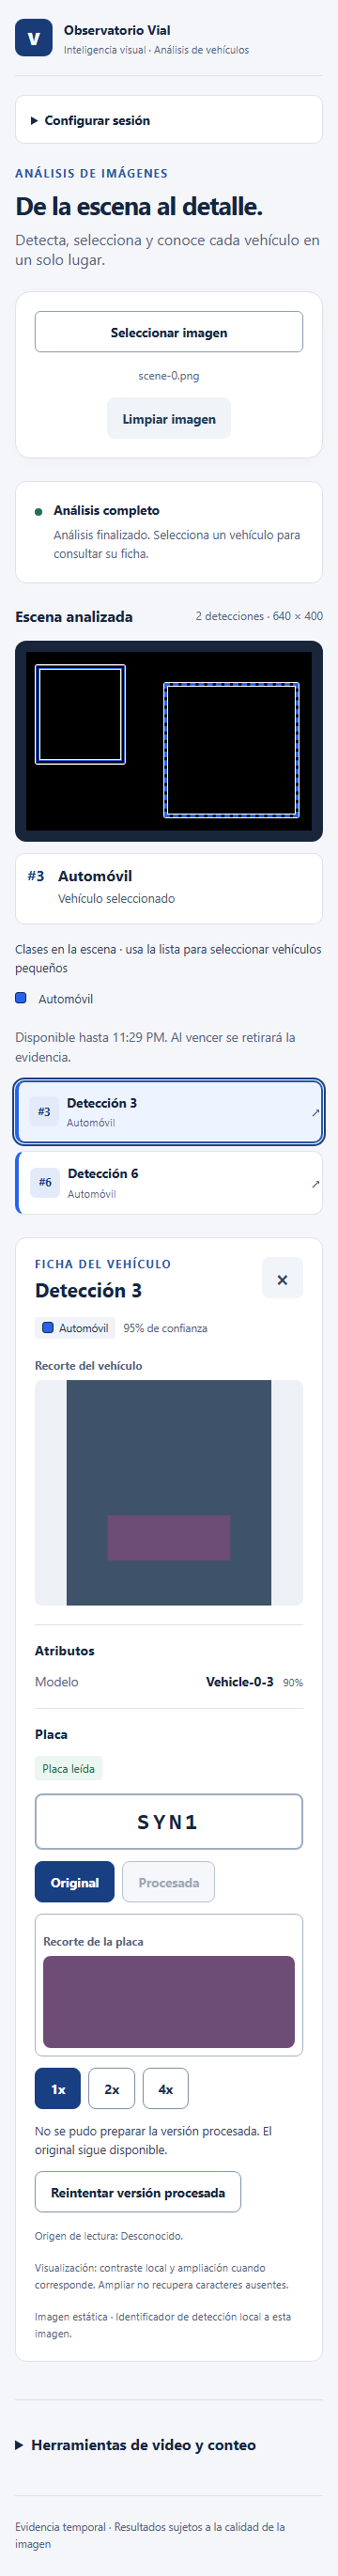 V
Observatorio Vial
Inteligencia visual · Análisis de vehículos
▶ Configurar sesión
ANÁLISIS DE IMÁGENES
De la escena al detalle.
Detecta, selecciona y conoce cada vehículo en
un solo lugar.
Seleccionar imagen
scene-0.png
Limpiar imagen
Análisis completo
Análisis finalizado. Selecciona un vehículo para
consultar su ficha.
Escena analizada
2 detecciones · 640 × 400
#3 Automóvil
Vehículo seleccionado
Clases en la escena · usa la lista para seleccionar vehículos
pequeños
Automóvil
Disponible hasta 11:29 PM. Al vencer se retirará la
evidencia.
#3
Detección 3
Automóvil
↗
#6
Detección 6
Automóvil
↗
FICHA DEL VEHÍCULO
Detección 3
×
Automóvil
95% de confianza
Recorte del vehículo
Atributos
Modelo
Vehicle-0-3 90%
Placa
Placa leída
SYN1
Original
Procesada
Recorte de la placa
1x
2x
4x
No se pudo preparar la versión procesada. El
original sigue disponible.
Reintentar versión procesada
Origen de lectura: Desconocido.
Visualización: contraste local y ampliación cuando
corresponde. Ampliar no recupera caracteres ausentes.
Imagen estática · Identificador de detección local a esta
imagen.
▶ Herramientas de video y conteo
Evidencia temporal · Resultados sujetos a la calidad de la
imagen